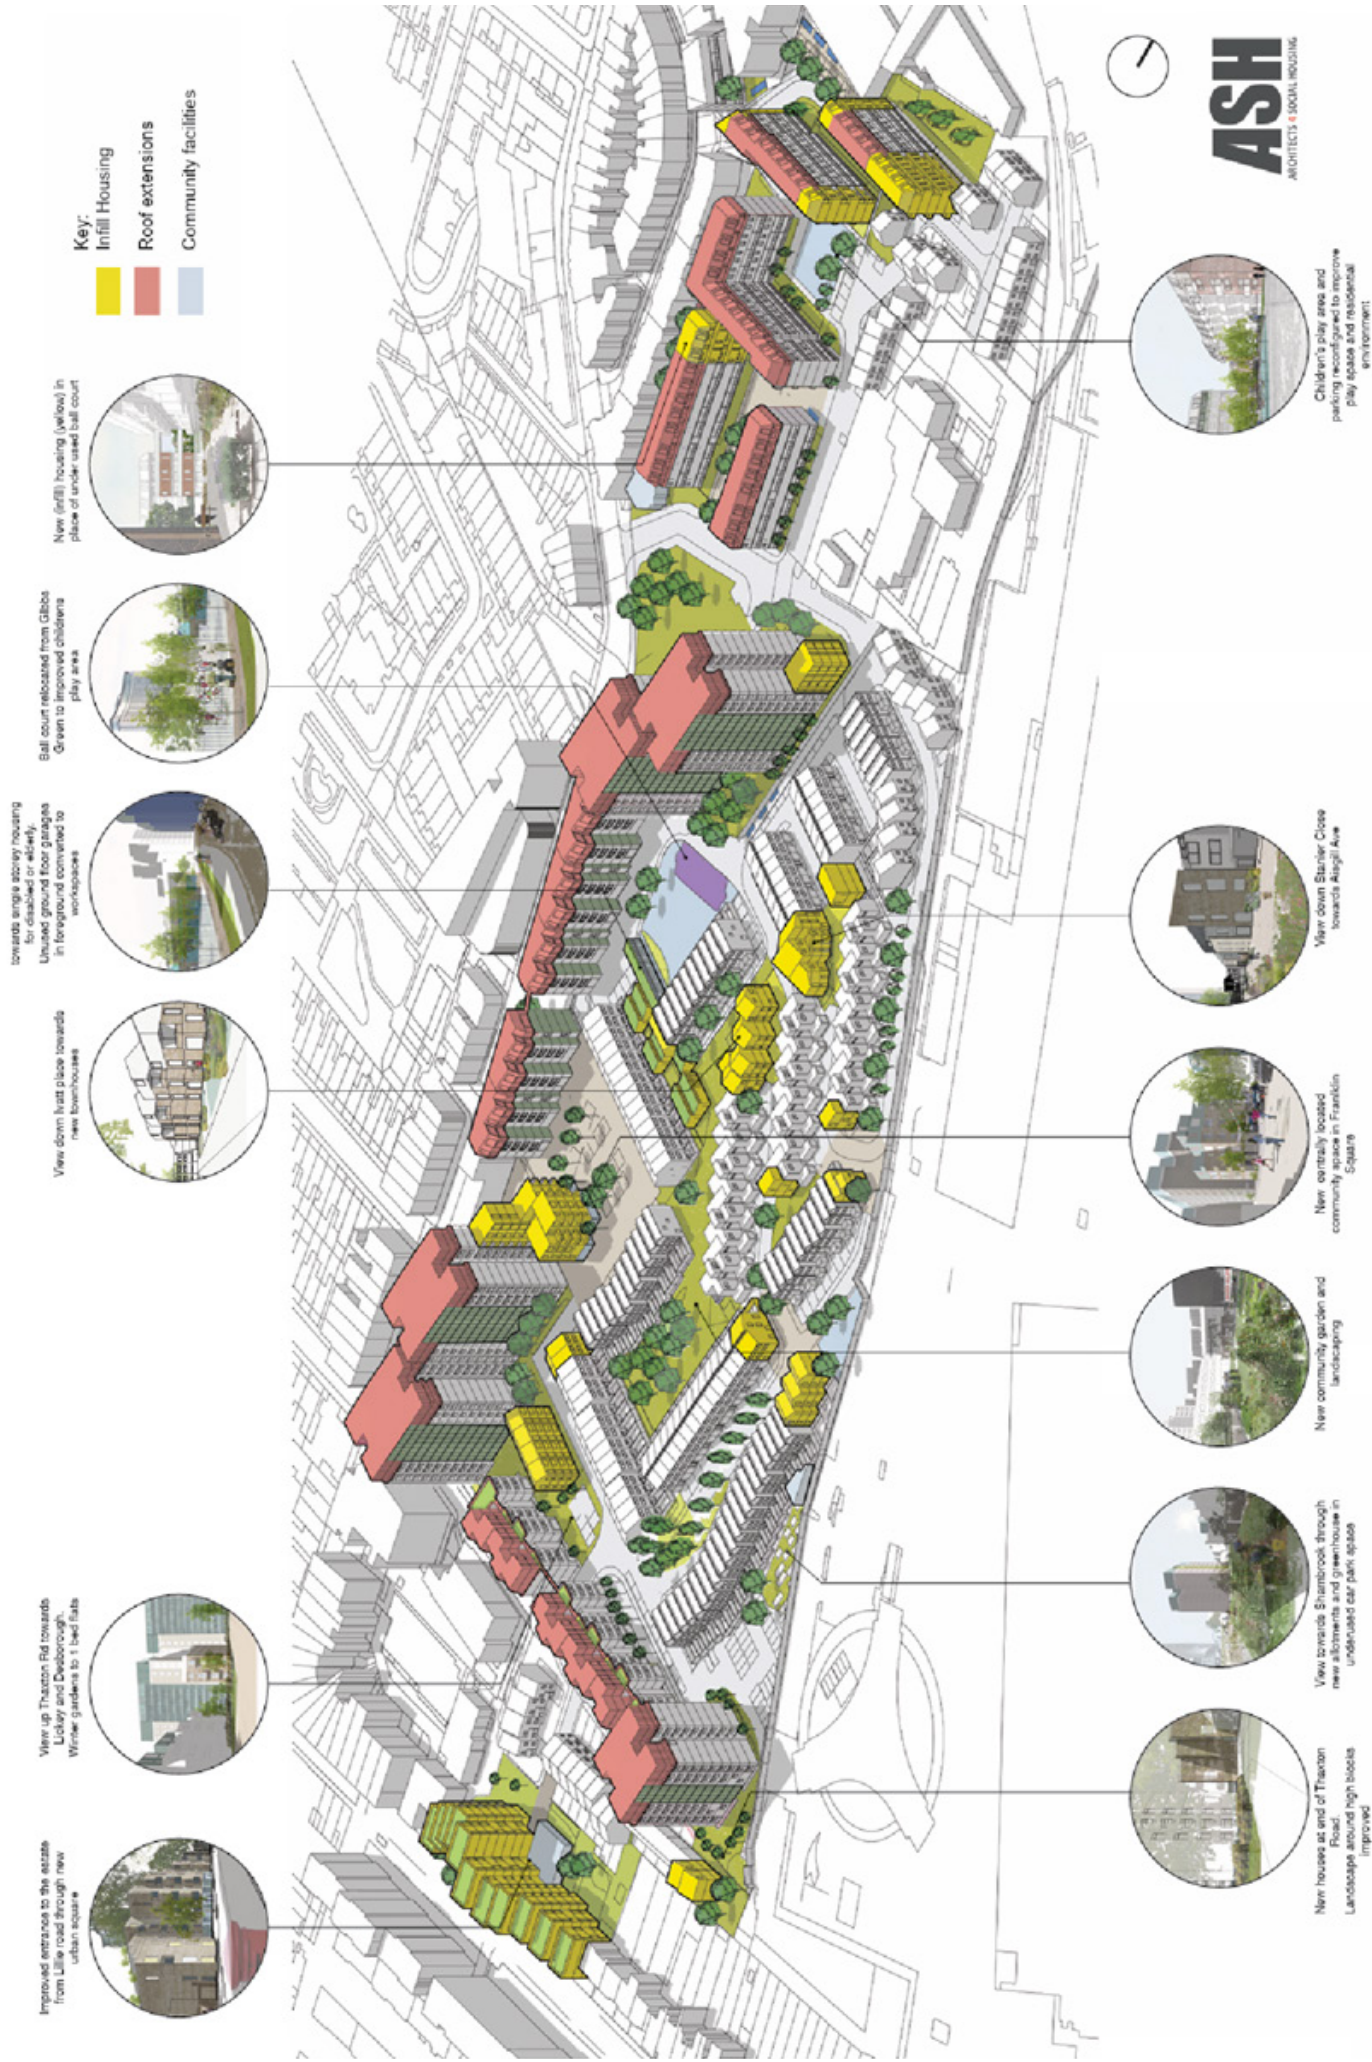 Improved entrance to the estate
from Lillie road through new
urban square
View up Thaxton Rd towards
Lickey and Desborough.
Winter gardens to 1 bed flats
View down Ivatt place towards
new townhouses
towards single storey housing
for disabled or elderly.
Unused ground floor garages
in foreground converted to
workspaces
Ball court relocated from Gibbs
Green to improved childrens
play area
New (infill) housing (yellow) in
place of under used ball court
Key:
Infill Housing
Roof extensions
Community facilities
New houses at end of Thaxton
Road.
Landscape around high blocks
improved
View towards Shambrook through
new allotments and greenhouse in
underused car park space
New community garden and
landscaping
New centrally located
community space in Franklin
Square
View down Stanier Close
towards Aisgill Ave
Children's play area and
parking reconfigured to improve
play space and residential
environment
ASH
ARCHITECTS 4 SOCIAL HOUSING